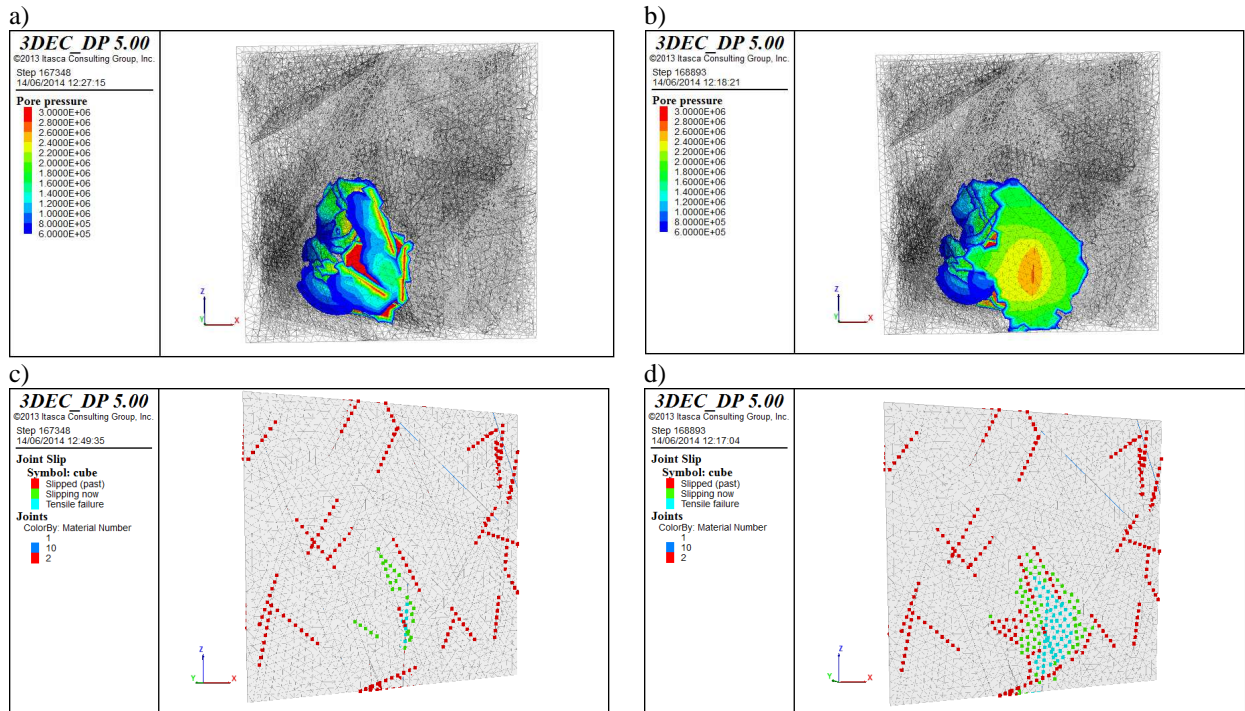 a)
3DEC_DP 5.00
©2013 Itasca Consulting Group, Inc.
Step 167348
14/06/2014 12:27:15
Pore pressure
3.0000E+06
2.8000E+06
2.6000E+06
2.4000E+06
2.2000E+06
2.0000E+06
1.8000E+06
1.6000E+06
1.4000E+06
1.2000E+06
1.0000E+06
8.0000E+05
6.0000E+05
Z
Y
X
b)
3DEC_DP 5.00
©2013 Itasca Consulting Group, Inc.
Step 168893
14/06/2014 12:18:21
Pore pressure
3.0000E+06
2.8000E+06
2.6000E+06
2.4000E+06
2.2000E+06
2.0000E+06
1.8000E+06
1.6000E+06
1.4000E+06
1.2000E+06
1.0000E+06
8.0000E+05
6.0000E+05
Z
Y
X
c)
3DEC_DP 5.00
©2013 Itasca Consulting Group, Inc.
Step 167348
14/06/2014 12:49:35
Joint Slip
Symbol: cube
Slipped (past)
Slipping now
Tensile failure
Joints
ColorBy: Material Number
1
10
2
Z
Y
X
d)
3DEC_DP 5.00
©2013 Itasca Consulting Group, Inc.
Step 168893
14/06/2014 12:17:04
Joint Slip
Symbol: cube
Slipped (past)
Slipping now
Tensile failure
Joints
ColorBy: Material Number
1
10
2
Z
Y
X